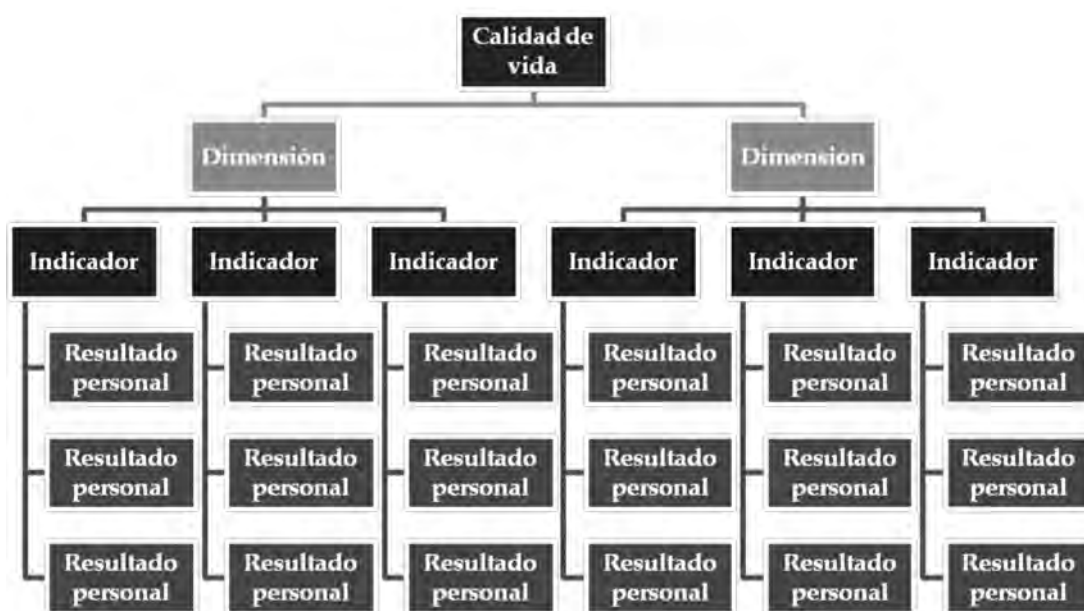 Calidad de
vida
Dimensión
Dimension
Indicador
Indicador
Indicador
Indicador
Indicador
Indicador
Resultado
personal
Resultado
personal
Resultado
personal
Resultado
personal
Resultado
personal
Resultado
personal
Resultado
personal
Resultado
personal
Resultado
personal
Resultado
personal
Resultado
personal
Resultado
personal
Resultado
personal
Resultado
personal
Resultado
personal
Resultado
personal
Resultado
personal
Resultado
personal